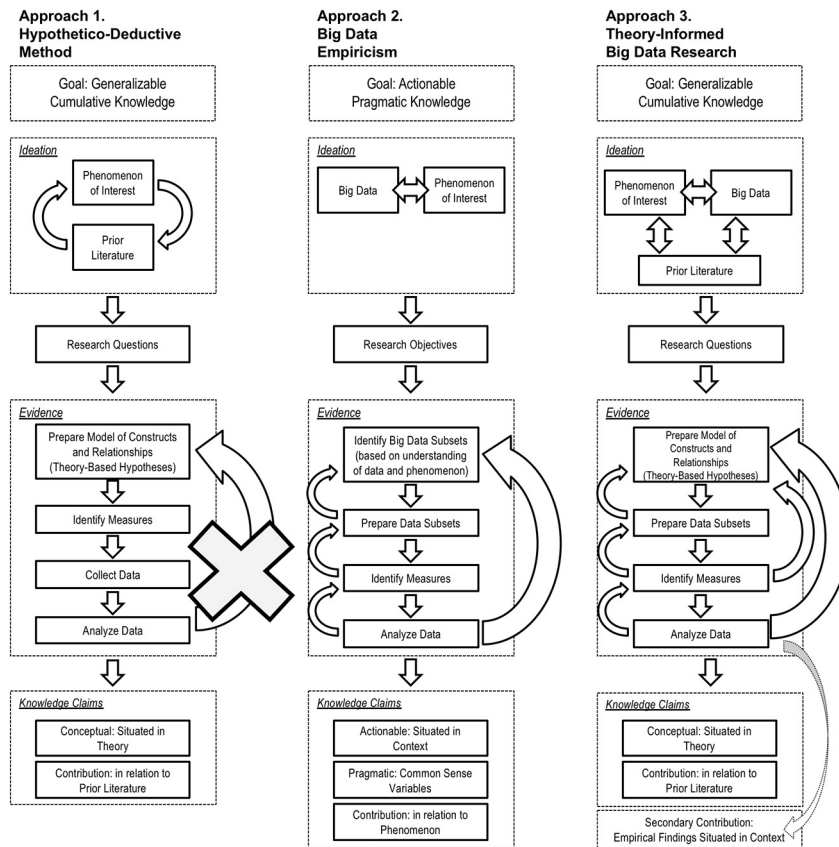 Approach 1.
Hypothetico-Deductive
Method
Goal: Generalizable
Cumulative Knowledge
Ideation
Phenomenon
of Interest
Prior
Literature
Research Questions
Evidence
Prepare Model of Constructs
and Relationships
(Theory-Based Hypotheses)
Identify Measures
Collect Data
Analyze Data
Knowledge Claims
Conceptual: Situated in
Theory
Contribution: in relation to
Prior Literature
Approach 2.
Big Data
Empiricism
Goal: Actionable
Pragmatic Knowledge
Ideation
Big Data
Phenomenon
of Interest
Research Objectives
Evidence
Identify Big Data Subsets
(based on understanding
of data and phenomenon)
Prepare Data Subsets
Identify Measures
Analyze Data
Knowledge Claims
Actionable: Situated in
Context
Pragmatic: Common Sense
Variables
Contribution: in relation to
Phenomenon
Approach 3.
Theory-Informed
Big Data Research
Goal: Generalizable
Cumulative Knowledge
Ideation
Phenomenon
of Interest
Big Data
Prior Literature
Research Questions
Evidence
Prepare Model of
Constructs and
Relationships
(Theory-Based Hypotheses)
Prepare Data Subsets
Identify Measures
Analyze Data
Knowledge Claims
Conceptual: Situated in
Theory
Contribution: in relation to
Prior Literature
Secondary Contribution:
Empirical Findings Situated in Context